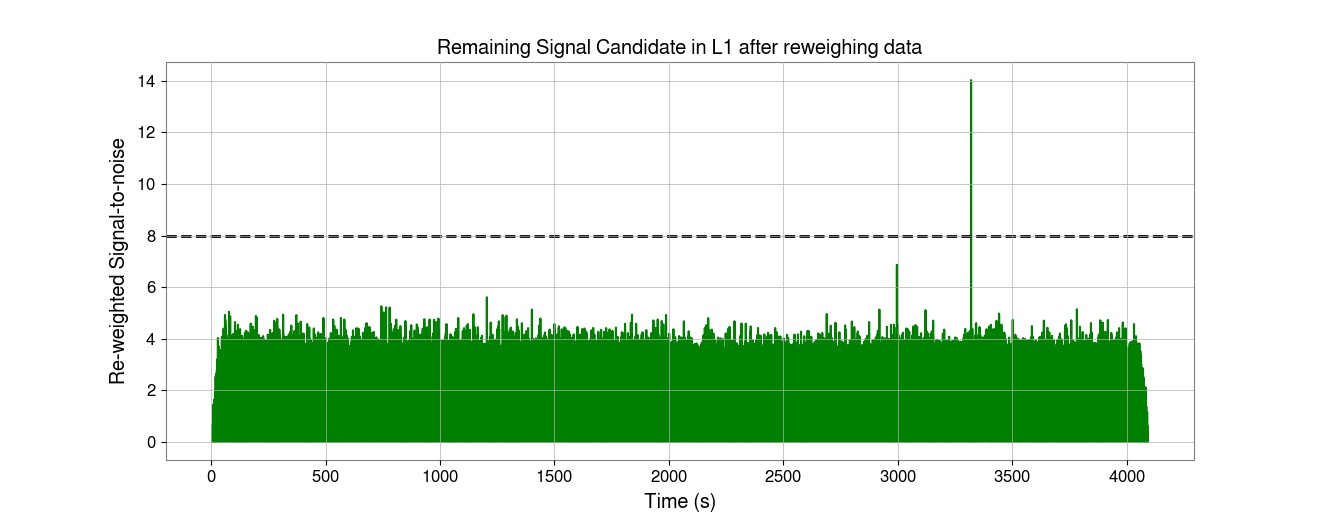 Remaining Signal Candidate in L1 after reweighing data
Re-weighted Signal-to-noise
14
12
10
8
6
4
2
0
0 500 1000 1500 2000 2500 3000 3500 4000
Time (s)